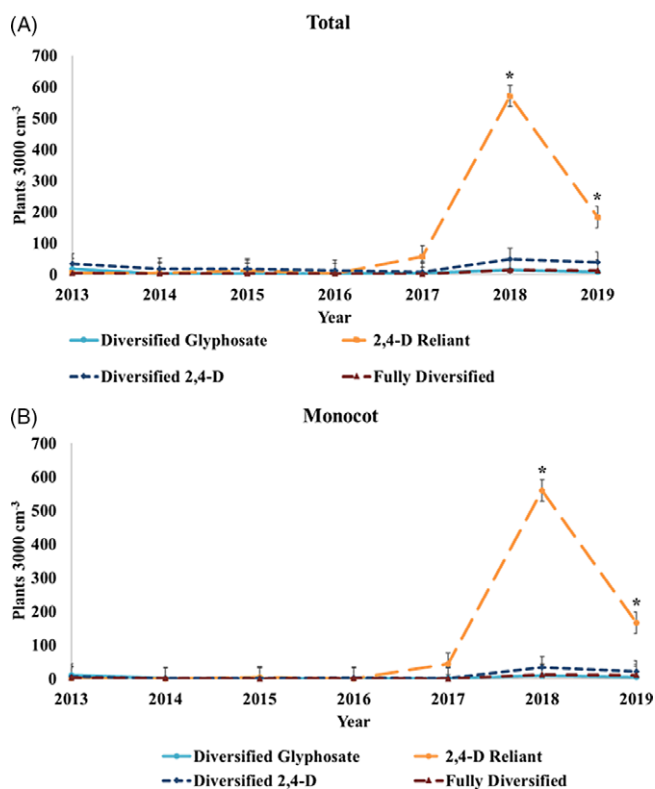 (A)
Total
700
600
500
400
300
200
100
0
Plants 3000 cm⁻³
*
*
2013 2014 2015 2016 2017 2018 2019
Year
Diversified Glyphosate 2,4-D Reliant
Diversified 2,4-D Fully Diversified
(B)
Monocot
700
600
500
400
300
200
100
0
Plants 3000 cm⁻³
*
*
2013 2014 2015 2016 2017 2018 2019
Year
Diversified Glyphosate 2,4-D Reliant
Diversified 2,4-D Fully Diversified